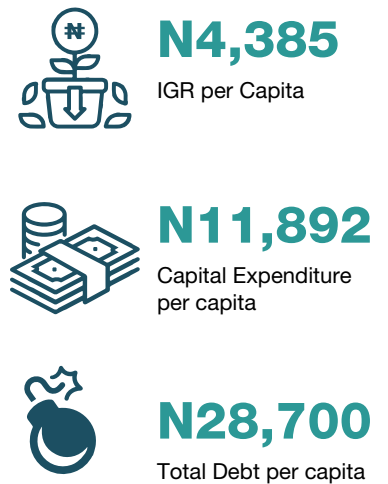 ₦
N4,385
IGR per Capita
N11,892
Capital Expenditure
per capita
N28,700
Total Debt per capita